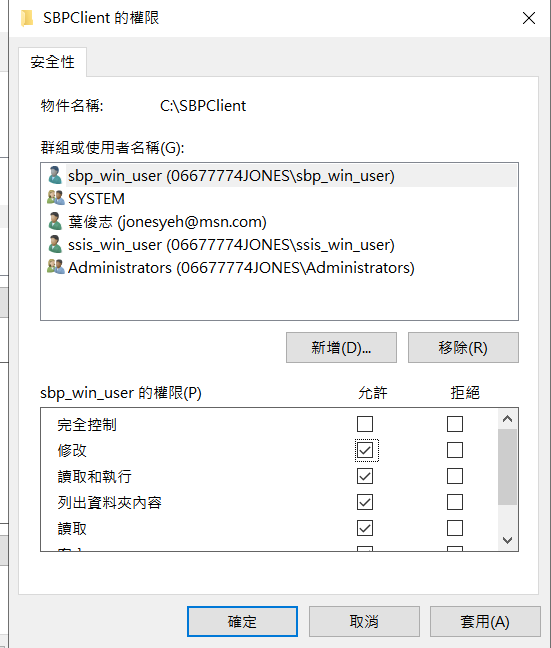 SBPClient 的權限
安全性
物件名稱: C:\SBPClient
群組或使用者名稱(G):
sbp_win_user (06677774JONES\sbp_win_user)
SYSTEM
葉俊志 (jonesyeh@msn.com)
ssis_win_user (06677774JONES\ssis_win_user)
Administrators (06677774JONES\Administrators)
新增(D)... 移除(R)
sbp_win_user 的權限(P) 允許 拒絕
完全控制
修改
讀取和執行
列出資料夾內容
讀取
確定 取消 套用(A)